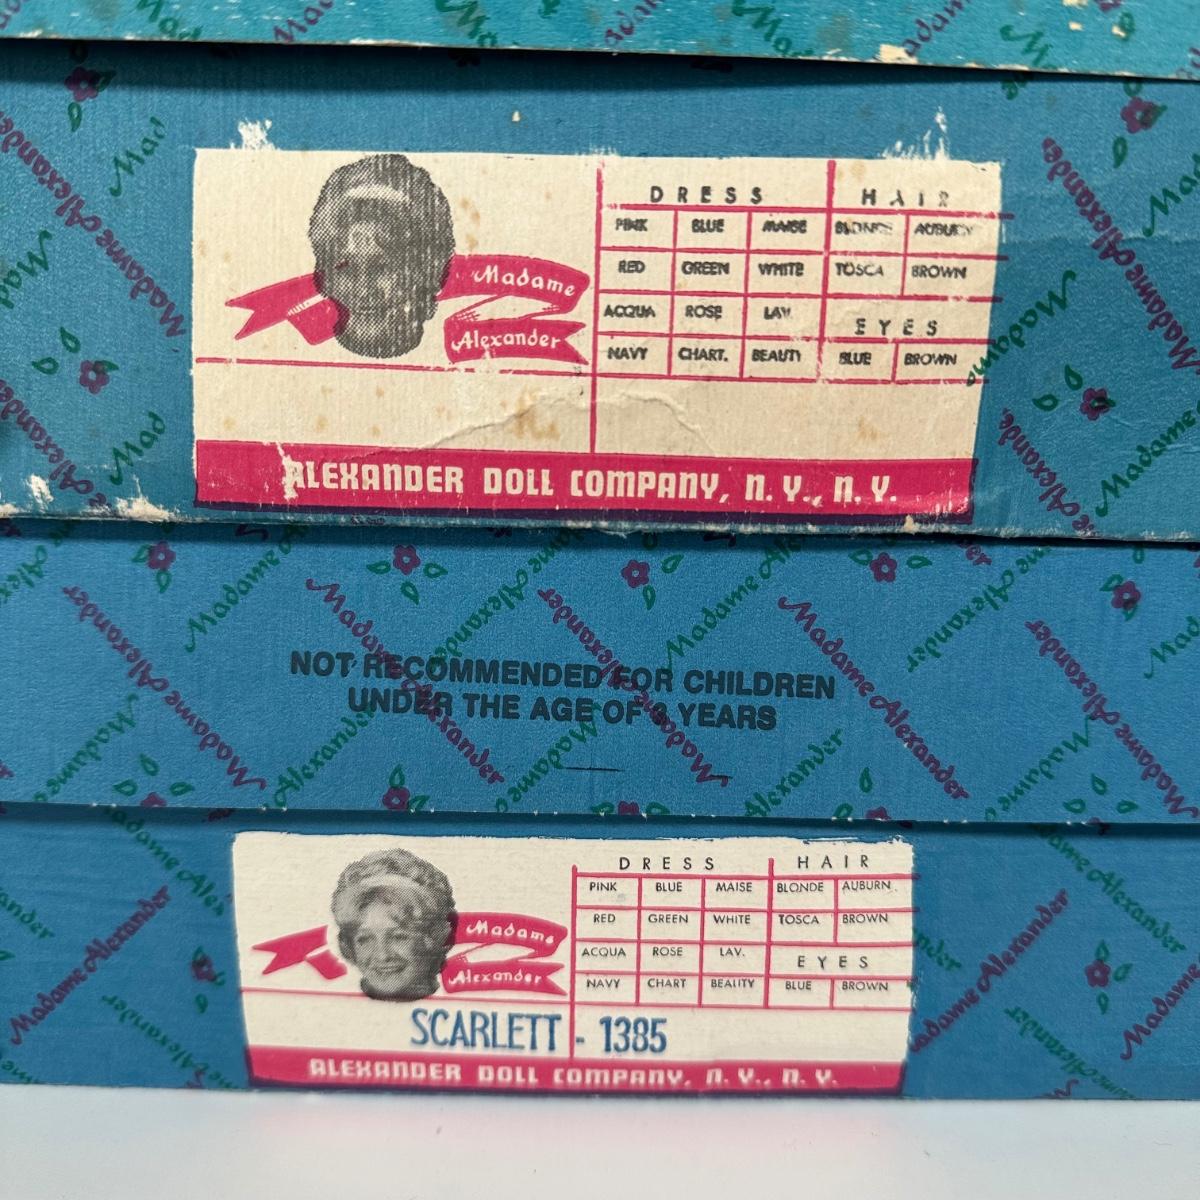 Madame
Alexander
DRESS HAIR
PINK BLUE MAISE BLONDE AUBURN
RED GREEN WHITE TOSCA BROWN
ACQUA ROSE LAV.
EYES
NAVY CHART. BEAUTY BLUE BROWN
ALEXANDER DOLL COMPANY, N. Y., N. Y.
NOT RECOMMENDED FOR CHILDREN
UNDER THE AGE OF 3 YEARS
Madame
Alexander
DRESS HAIR
PINK BLUE MAISE BLONDE AUBURN
RED GREEN WHITE TOSCA BROWN
ACQUA ROSE LAV.
EYES
NAVY CHART BEAUTY BLUE BROWN
SCARLETT - 1385
ALEXANDER DOLL COMPANY, N. Y., N. Y.